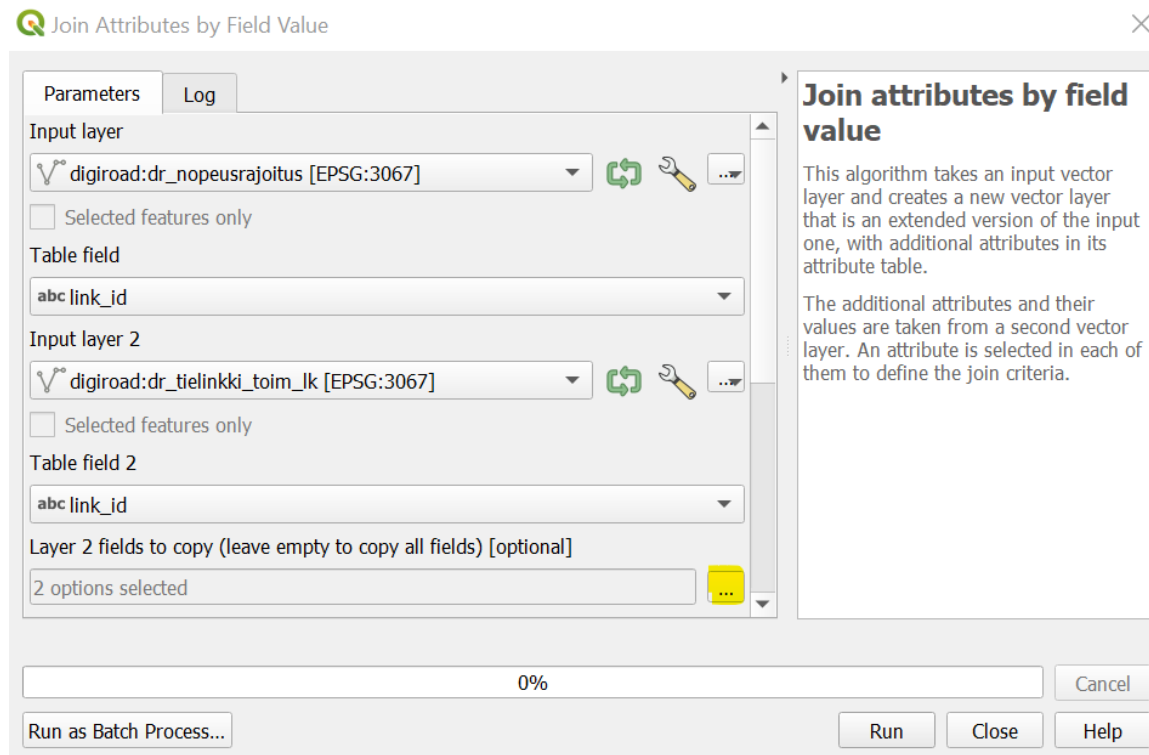 Join Attributes by Field Value
Parameters
Log
Input layer
digiroad:dr_nopeusrajoitus [EPSG:3067]
...
Selected features only
Table field
abc link_id
Input layer 2
digiroad:dr_tielinkki_toim_lk [EPSG:3067]
...
Selected features only
Table field 2
abc link_id
Layer 2 fields to copy (leave empty to copy all fields) [optional]
2 options selected
...
Join attributes by field
value
This algorithm takes an input vector
layer and creates a new vector layer
that is an extended version of the input
one, with additional attributes in its
attribute table.
The additional attributes and their
values are taken from a second vector
layer. An attribute is selected in each of
them to define the join criteria.
0%
Cancel
Run as Batch Process...
Run
Close
Help